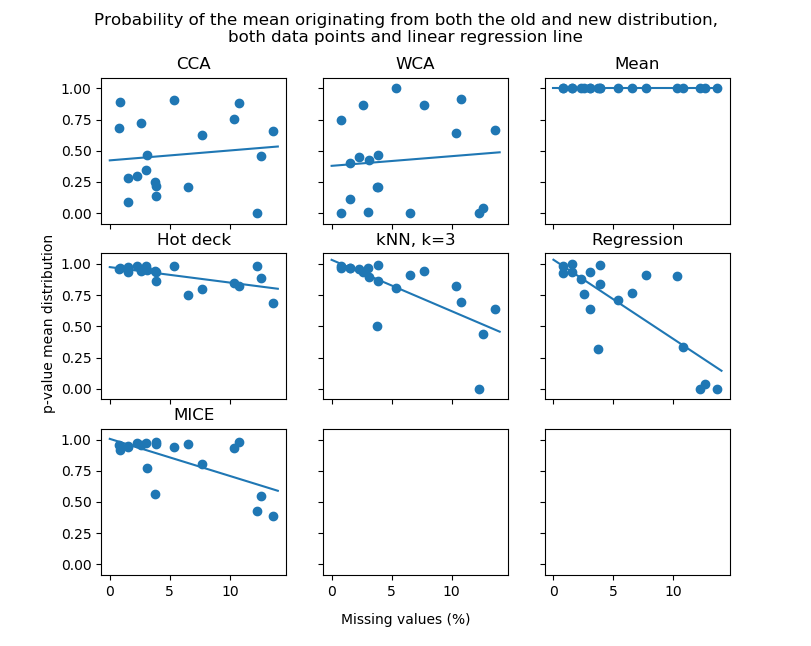 Probability of the mean originating from both the old and new distribution,
both data points and linear regression line
CCA
WCA
Mean
1.00
0.75
0.50
0.25
0.00
Hot deck
kNN, k=3
Regression
1.00
0.75
0.50
0.25
0.00
p-value mean distribution
MICE
1.00
0.75
0.50
0.25
0.00
0 5 10
0 5 10
0 5 10
Missing values (%)